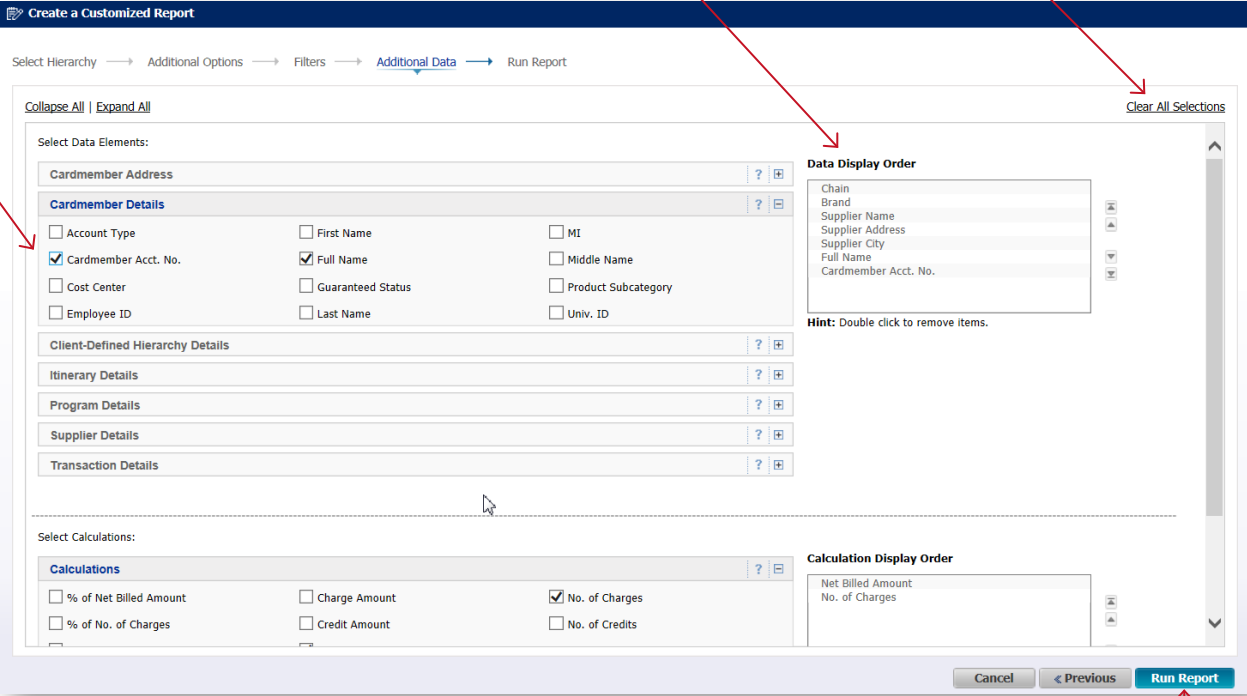 Create a Customized Report
Select Hierarchy Additional Options Filters Additional Data Run Report
Collapse All | Expand All
Clear All Selections
Select Data Elements:
Cardmember Address ?
Cardmember Details ?
Account Type First Name MI
Cardmember Acct. No. Full Name Middle Name
Cost Center Guaranteed Status Product Subcategory
Employee ID Last Name Univ. ID
Client-Defined Hierarchy Details ?
Itinerary Details ?
Program Details ?
Supplier Details ?
Transaction Details ?
Data Display Order
Chain
Brand
Supplier Name
Supplier Address
Supplier City
Full Name
Cardmember Acct. No.
Hint: Double click to remove items.
Select Calculations:
Calculations ?
% of Net Billed Amount Charge Amount No. of Charges
% of No. of Charges Credit Amount No. of Credits
Calculation Display Order
Net Billed Amount
No. of Charges
Cancel « Previous Run Report